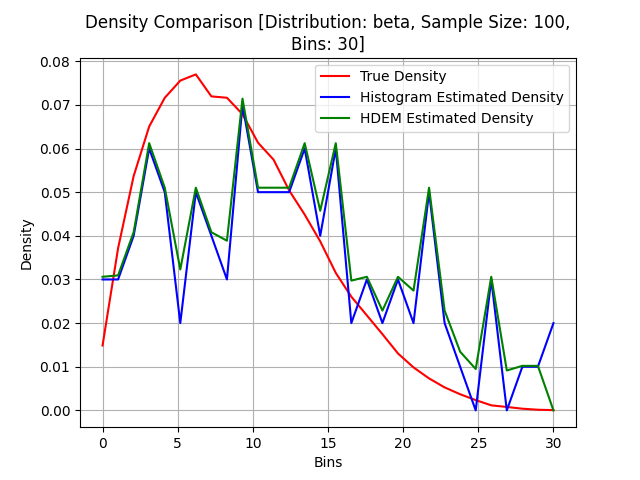 Density Comparison [Distribution: beta, Sample Size: 100,
Bins: 30]
True Density
Histogram Estimated Density
HDEM Estimated Density
Density
0.08
0.07
0.06
0.05
0.04
0.03
0.02
0.01
0.00
0 5 10 15 20 25 30
Bins